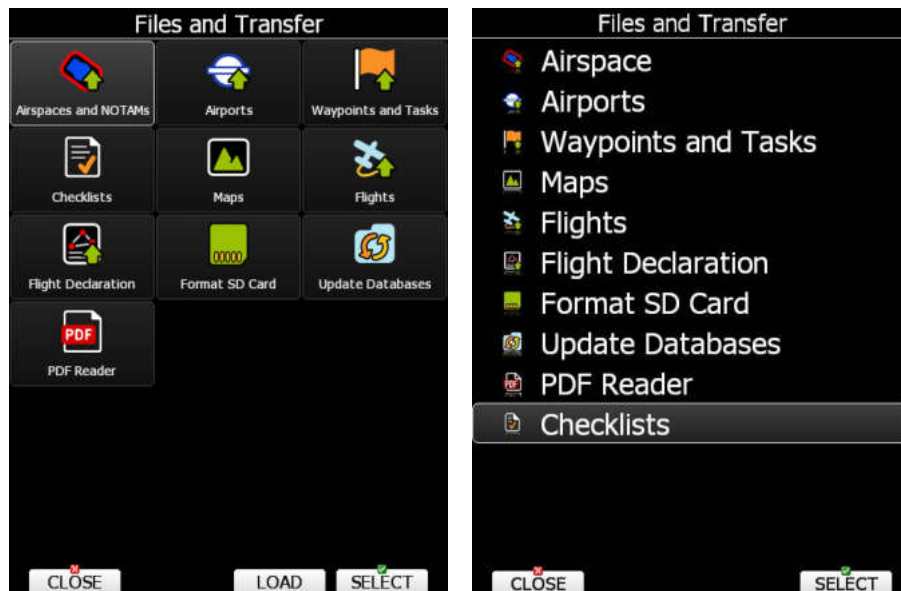 Files and Transfer
Airspaces and NOTAMs
Airports
Waypoints and Tasks
Checklists
Maps
Flights
Flight Declaration
Format SD Card
Update Databases
PDF
PDF Reader
CLOSE
LOAD
SELECT
Files and Transfer
Airspace
Airports
Waypoints and Tasks
Maps
Flights
Flight Declaration
Format SD Card
Update Databases
PDF
PDF Reader
Checklists
CLOSE
SELECT